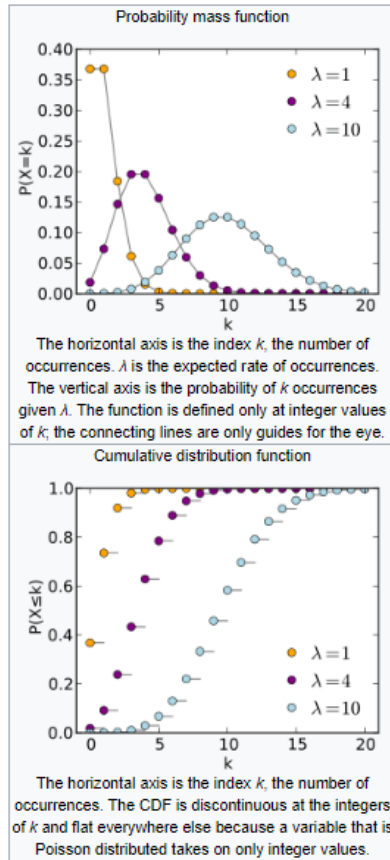 Probability mass function
0.40
0.35
0.30
0.25
0.20
0.15
0.10
0.05
0.00
P(X=k)
λ=1
λ=4
λ=10
0 5 10 15 20
k
The horizontal axis is the index k, the number of
occurrences. λ is the expected rate of occurrences.
The vertical axis is the probability of k occurrences
given λ. The function is defined only at integer values
of k; the connecting lines are only guides for the eye.
Cumulative distribution function
1.0
0.8
0.6
0.4
0.2
0.0
P(X≤k)
λ=1
λ=4
λ=10
0 5 10 15 20
k
The horizontal axis is the index k, the number of
occurrences. The CDF is discontinuous at the integers
of k and flat everywhere else because a variable that is
Poisson distributed takes on only integer values.